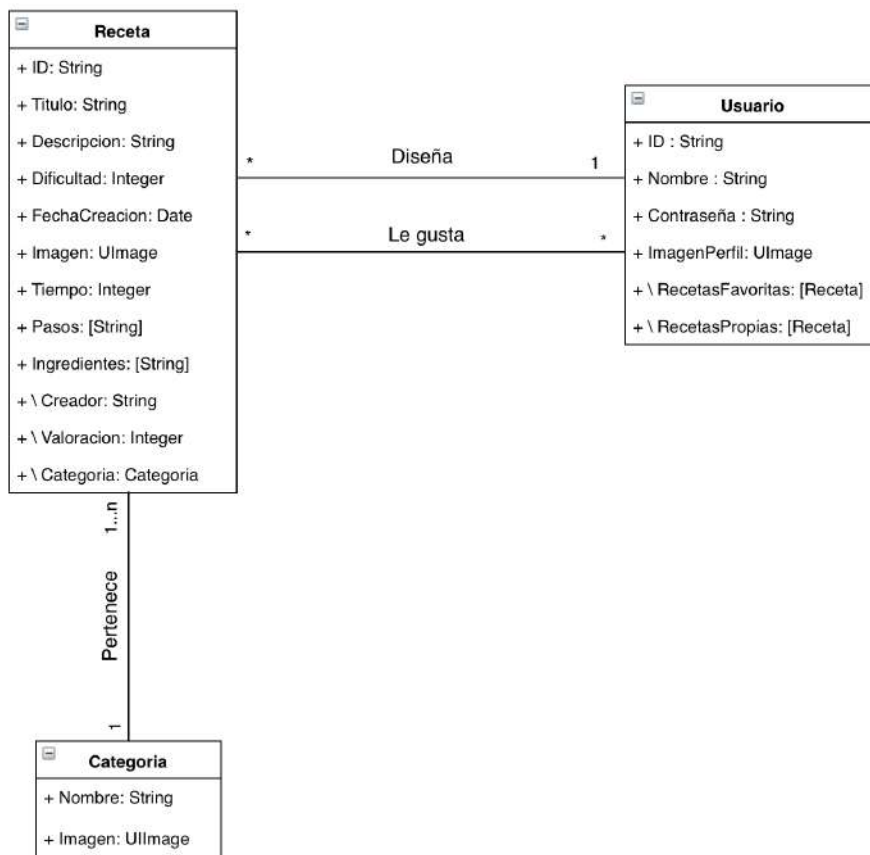 Receta
+ ID: String
+ Titulo: String
+ Descripcion: String
+ Dificultad: Integer
+ FechaCreacion: Date
+ Imagen: UImage
+ Tiempo: Integer
+ Pasos: [String]
+ Ingredientes: [String]
+ \ Creador: String
+ \ Valoracion: Integer
+ \ Categoria: Categoria
* Diseña 1
* Le gusta *
Usuario
+ ID : String
+ Nombre : String
+ Contraseña : String
+ ImagenPerfil: UImage
+ \ RecetasFavoritas: [Receta]
+ \ RecetasPropias: [Receta]
1...n
Pertenece
1
Categoria
+ Nombre: String
+ Imagen: UIImage